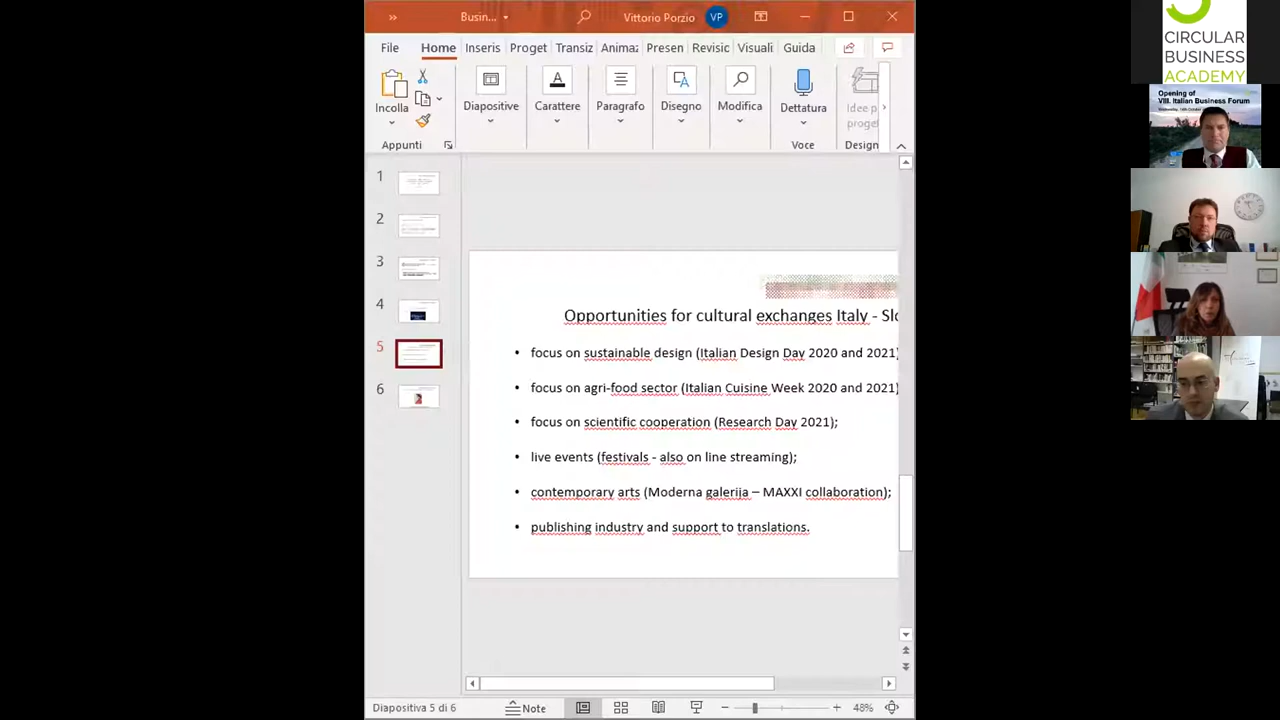 » Busin... Vittorio Porzio VP
File Home Inseris Proget Transiz Animaz Presen Revisic Visuali Guida
Incolla Diapositive Carattere Paragrafo Disegno Modifica Dettatura Idee p
proget
Appunti Voce Design
1
2
3
4
5
6
Opportunities for cultural exchanges Italy - Slo
• focus on sustainable design (Italian Design Day 2020 and 2021)
• focus on agri-food sector (Italian Cuisine Week 2020 and 2021)
• focus on scientific cooperation (Research Day 2021);
• live events (festivals - also on line streaming);
• contemporary arts (Moderna galerija – MAXXI collaboration);
• publishing industry and support to translations.
Diapositiva 5 di 6 Note 48%
CIRCULAR
BUSINESS
ACADEMY
Opening of
VIII. Italian Business Forum